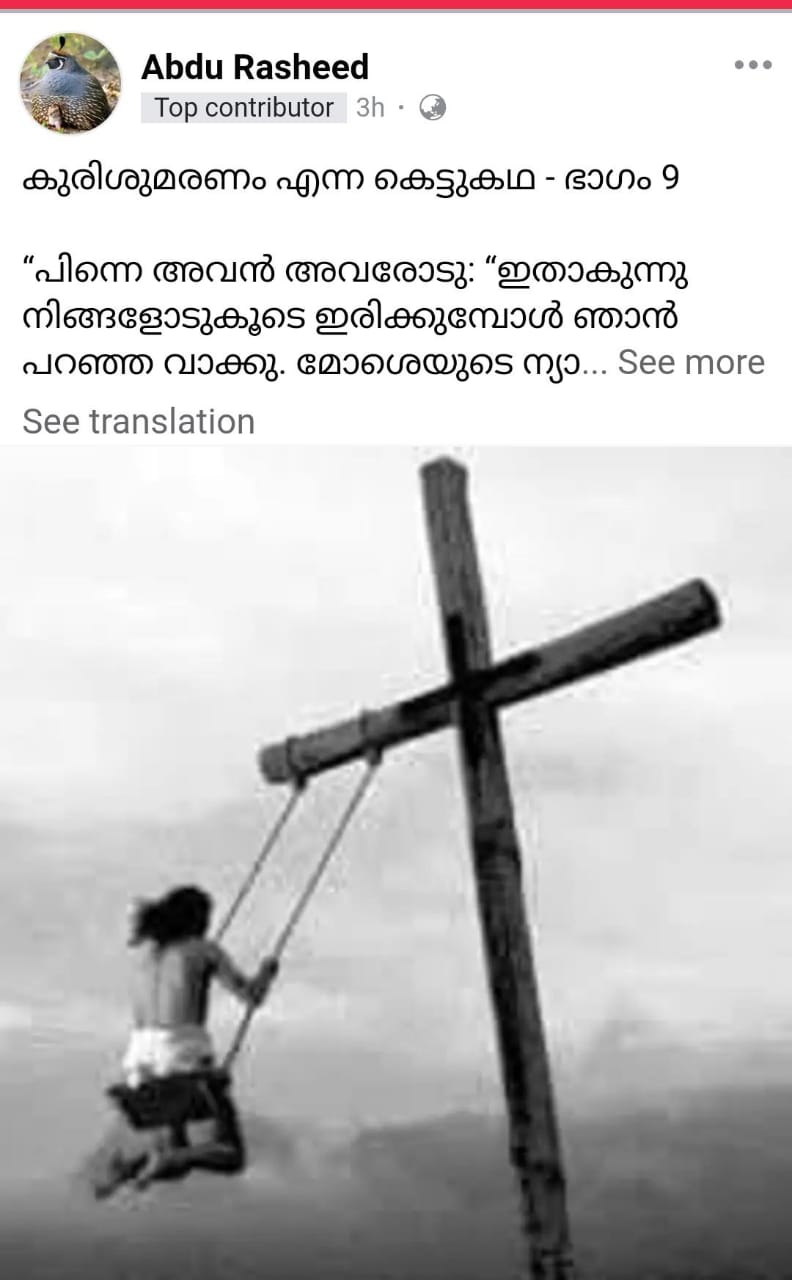 Abdu Rasheed
Top contributor 3h ·
കുരിശുമരണം എന്ന കെട്ടുകഥ - ഭാഗം 9
“പിന്നെ അവൻ അവരോടു: “ഇതാകുന്നു
നിങ്ങളോടുകൂടെ ഇരിക്കുമ്പോൾ ഞാൻ
പറഞ്ഞ വാക്കു. മോശെയുടെ ന്യാ... See more
See translation